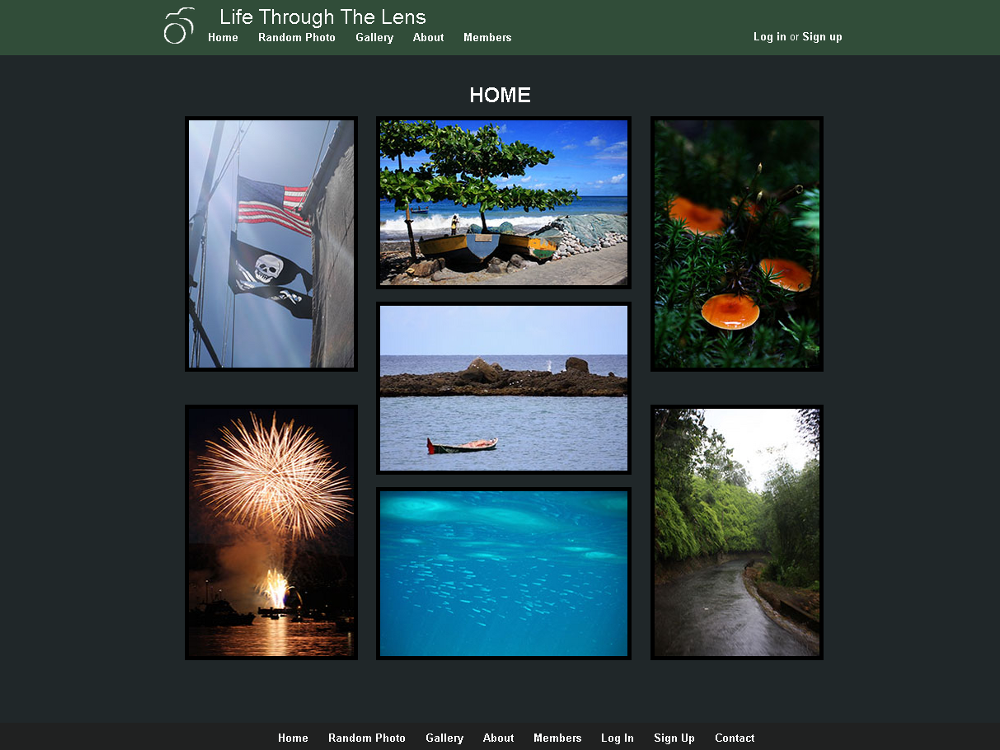 Life Through The Lens
Home Random Photo Gallery About Members
Log in or Sign up
HOME
Home Random Photo Gallery About Members Log In Sign Up Contact